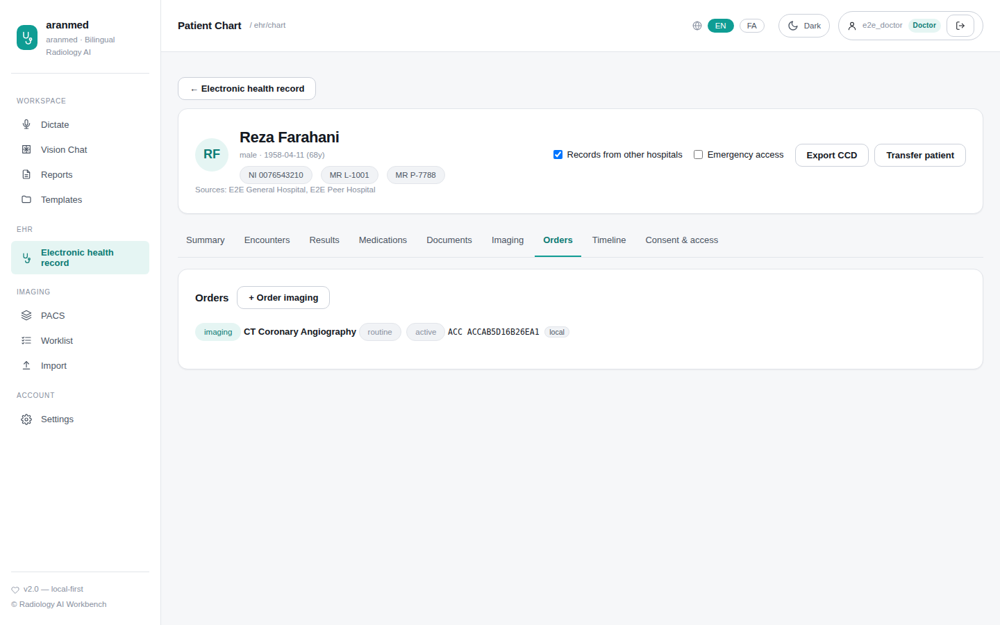 aranmed
aranmed · Bilingual
Radiology AI
WORKSPACE
Dictate
Vision Chat
Reports
Templates
EHR
Electronic health
record
IMAGING
PACS
Worklist
Import
ACCOUNT
Settings
v2.0 — local-first
© Radiology AI Workbench
Patient Chart / ehr/chart
EN FA Dark e2e_doctor Doctor
← Electronic health record
RF
Reza Farahani
male · 1958-04-11 (68y)
NI 0076543210 MR L-1001 MR P-7788
Sources: E2E General Hospital, E2E Peer Hospital
Records from other hospitals Emergency access Export CCD Transfer patient
Summary Encounters Results Medications Documents Imaging Orders Timeline Consent & access
Orders + Order imaging
imaging CT Coronary Angiography routine active ACC ACCAB5D16B26EA1 local